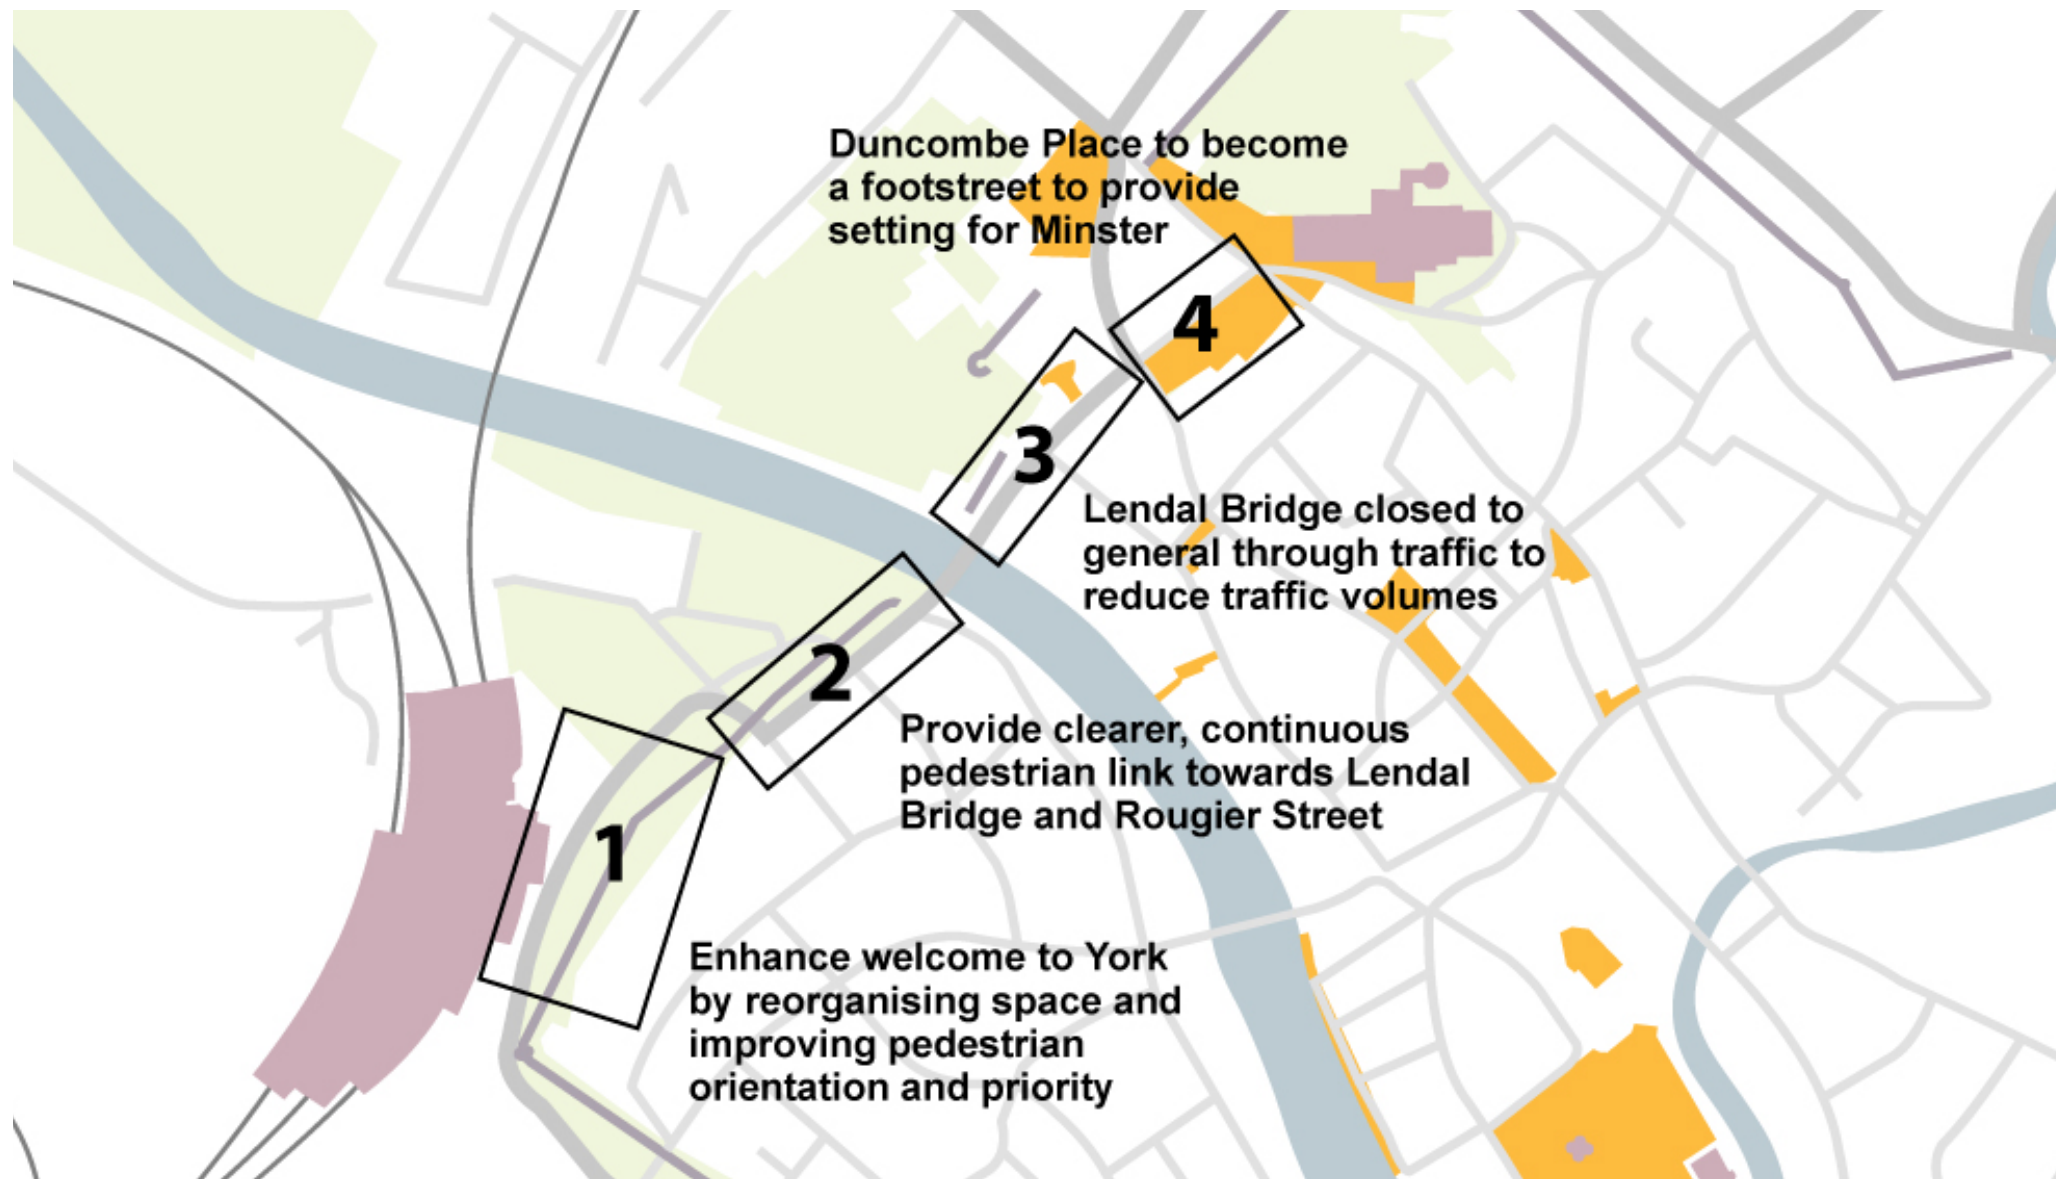 Duncombe Place to become
a footstreet to provide
setting for Minster
4
3
Lendal Bridge closed to
general through traffic to
reduce traffic volumes
2
Provide clearer, continuous
pedestrian link towards Lendal
Bridge and Rougier Street
1
Enhance welcome to York
by reorganising space and
improving pedestrian
orientation and priority